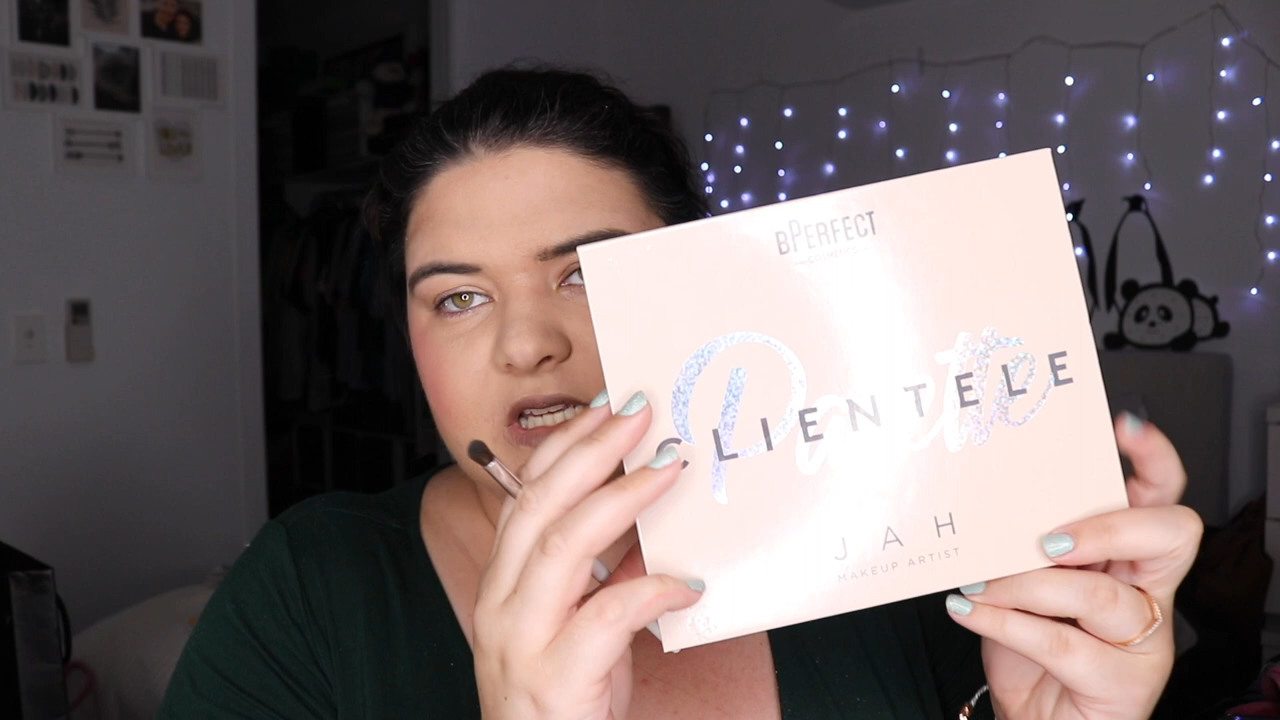 BPERFECT
COSMETICS
Palette
CLIENTELE
JAH
MAKEUP ARTIST